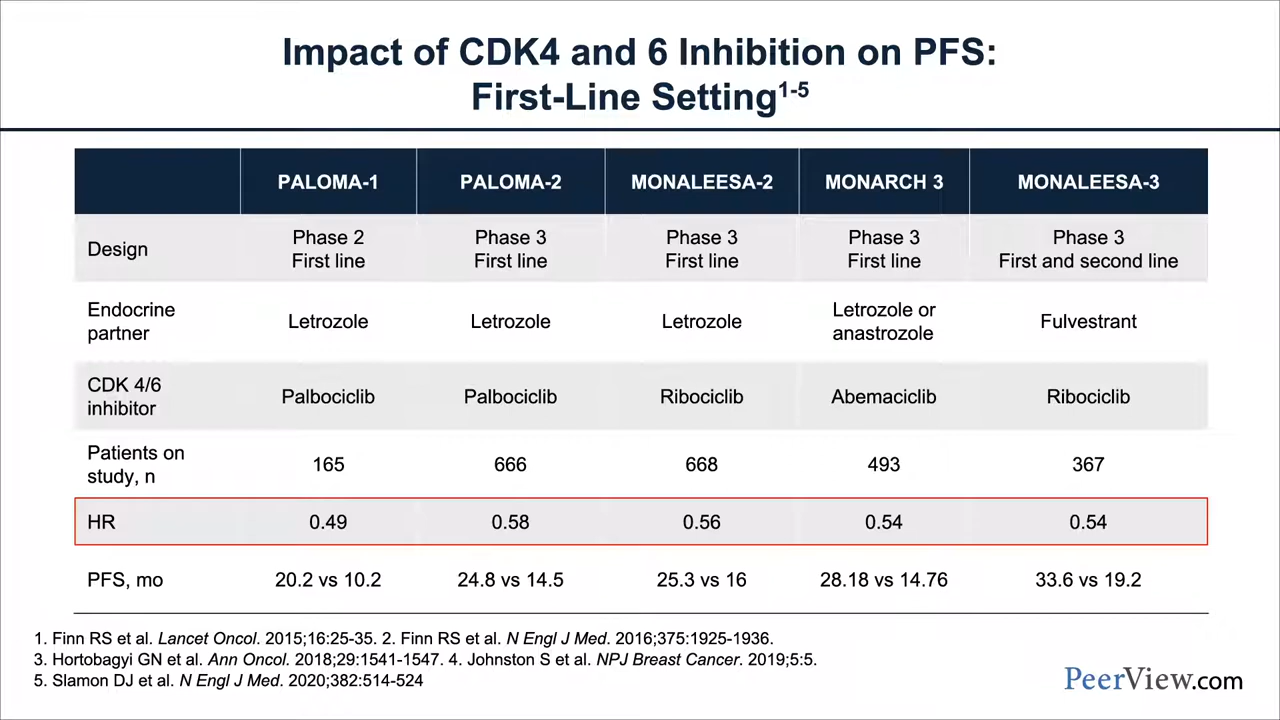 Impact of CDK4 and 6 Inhibition on PFS:
First-Line Setting1-5
PALOMA-1 PALOMA-2 MONALEESA-2 MONARCH 3 MONALEESA-3
Design Phase 2 First line Phase 3 First line Phase 3 First line Phase 3 First line Phase 3 First and second line
Endocrine partner Letrozole Letrozole Letrozole Letrozole or anastrozole Fulvestrant
CDK 4/6 inhibitor Palbociclib Palbociclib Ribociclib Abemaciclib Ribociclib
Patients on study, n 165 666 668 493 367
HR 0.49 0.58 0.56 0.54 0.54
PFS, mo 20.2 vs 10.2 24.8 vs 14.5 25.3 vs 16 28.18 vs 14.76 33.6 vs 19.2
1. Finn RS et al. Lancet Oncol. 2015;16:25-35. 2. Finn RS et al. N Engl J Med. 2016;375:1925-1936.
3. Hortobagyi GN et al. Ann Oncol. 2018;29:1541-1547. 4. Johnston S et al. NPJ Breast Cancer. 2019;5:5.
5. Slamon DJ et al. N Engl J Med. 2020;382:514-524
PeerView.com